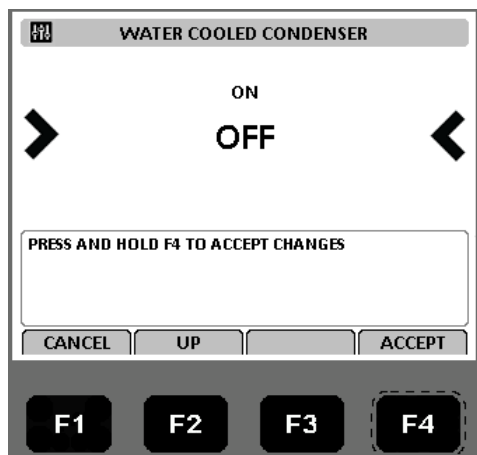 WATER COOLED CONDENSER
ON
OFF
PRESS AND HOLD F4 TO ACCEPT CHANGES
CANCEL UP ACCEPT
F1 F2 F3 F4